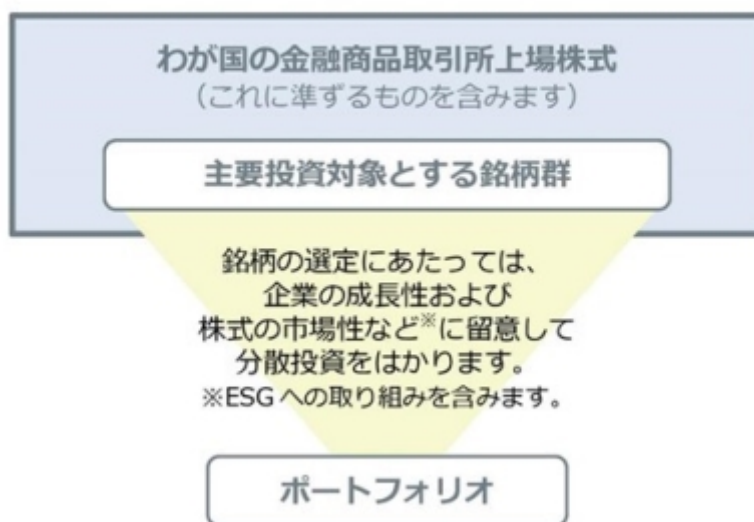 わが国の金融商品取引所上場株式
（これに準ずるものを含みます）
主要投資対象とする銘柄群
銘柄の選定にあたっては、
企業の成長性および
株式の市場性など※に留意して
分散投資をはかります。
※ESGへの取り組みを含みます。
ポートフォリオ